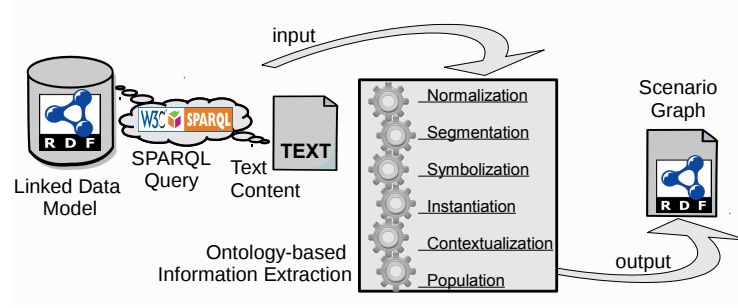 input
RDF
Linked Data
Model
W3C SPARQL
SPARQL
Query
TEXT
Text
Content
Normalization
Segmentation
Symbolization
Instantiation
Contextualization
Population
Ontology-based
Information Extraction
Scenario
Graph
RDF
output